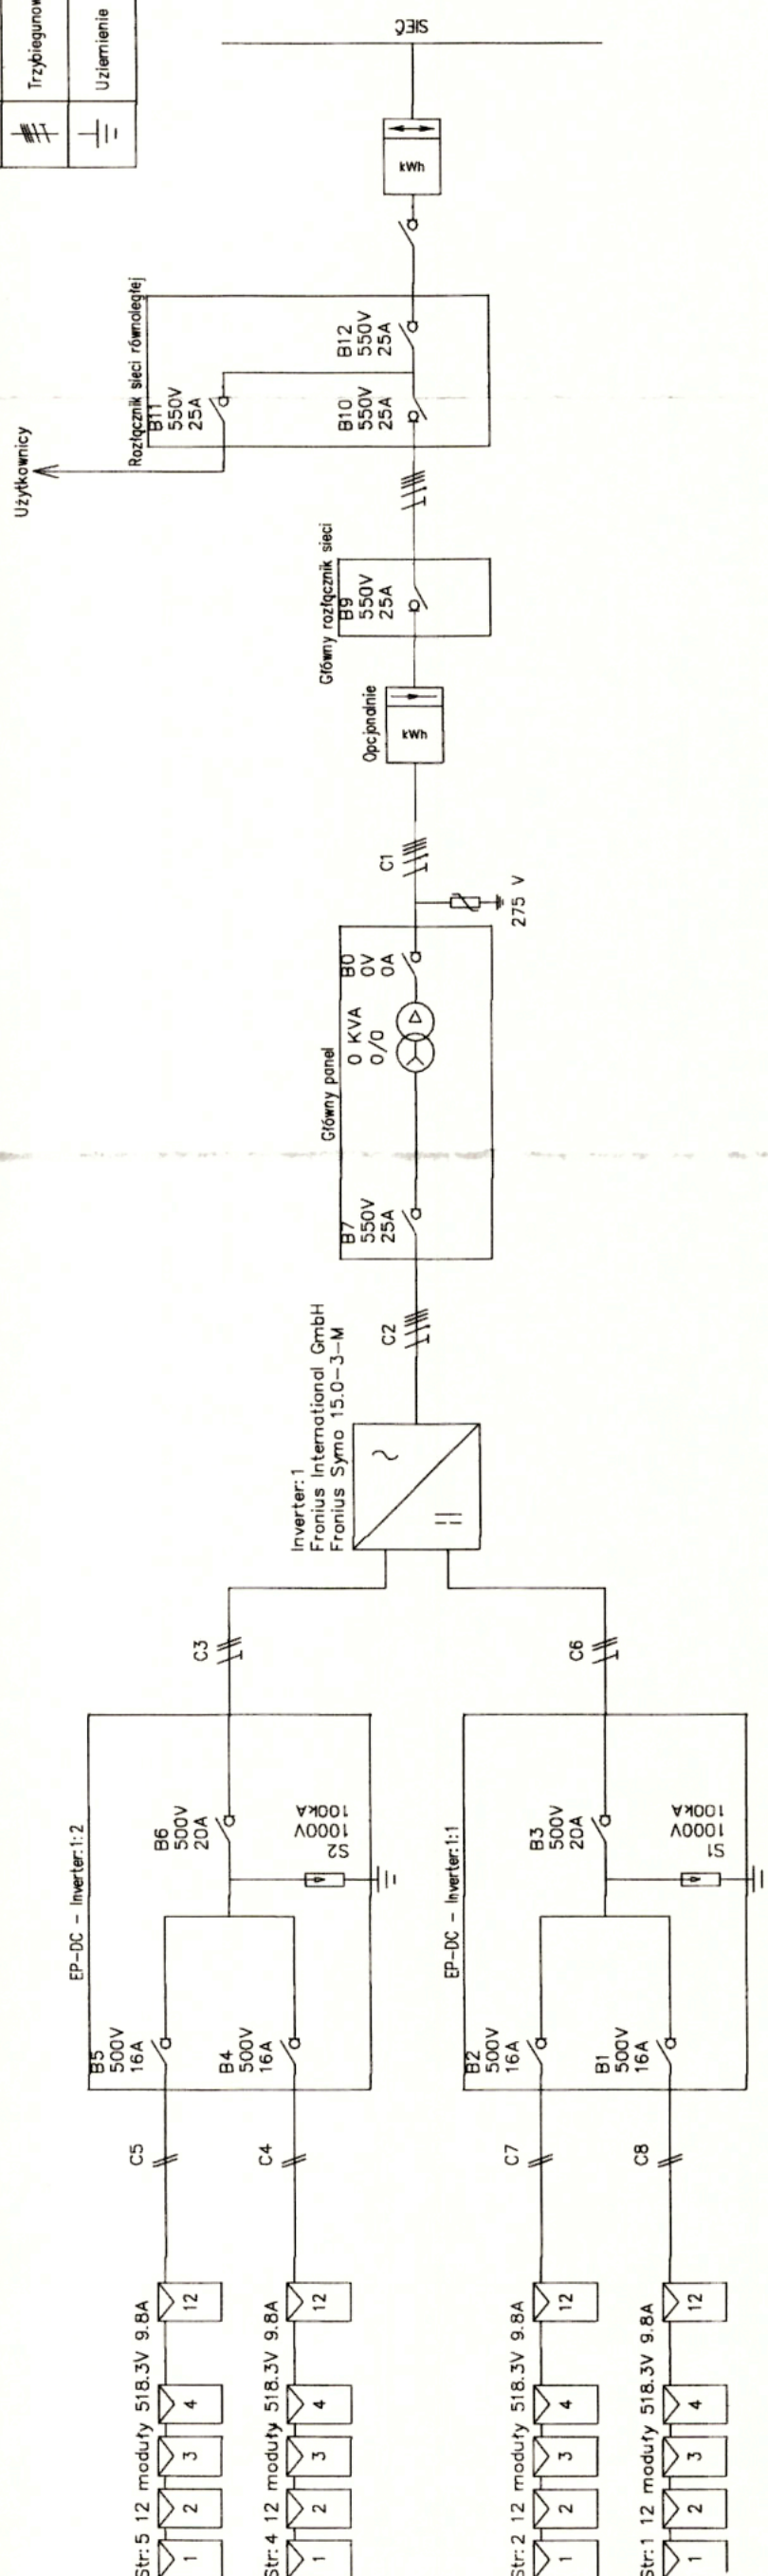 Trzybiegunow
Uziemienie
SIEĆ
kWh
Rozłącznik sieci równoległej
B12
550V
25A
B11
550V
25A
B10
550V
25A
Użytkownicy
Główny rozłącznik sieci
B9
550V
25A
Opcjonalnie
kWh
C1
275 V
Główny panel
B0
0V
0A
0 KVA
0/0
B7
550V
25A
C2
Inverter:1
Fronius International GmbH
Fronius Symo 15.0-3-M
C3
C6
EP-DC - Inverter:1:2
B6
500V
20A
S2
1000V
100kA
B5
500V
16A
B4
500V
16A
EP-DC - Inverter:1:1
B3
500V
20A
S1
1000V
100kA
B2
500V
16A
B1
500V
16A
C5
C4
C7
C8
Str:5 12 moduły 518.3V 9.8A
1 2 3 4 12
Str:4 12 moduły 518.3V 9.8A
1 2 3 4 12
Str:2 12 moduły 518.3V 9.8A
1 2 3 4 12
Str:1 12 moduły 518.3V 9.8A
1 2 3 4 12